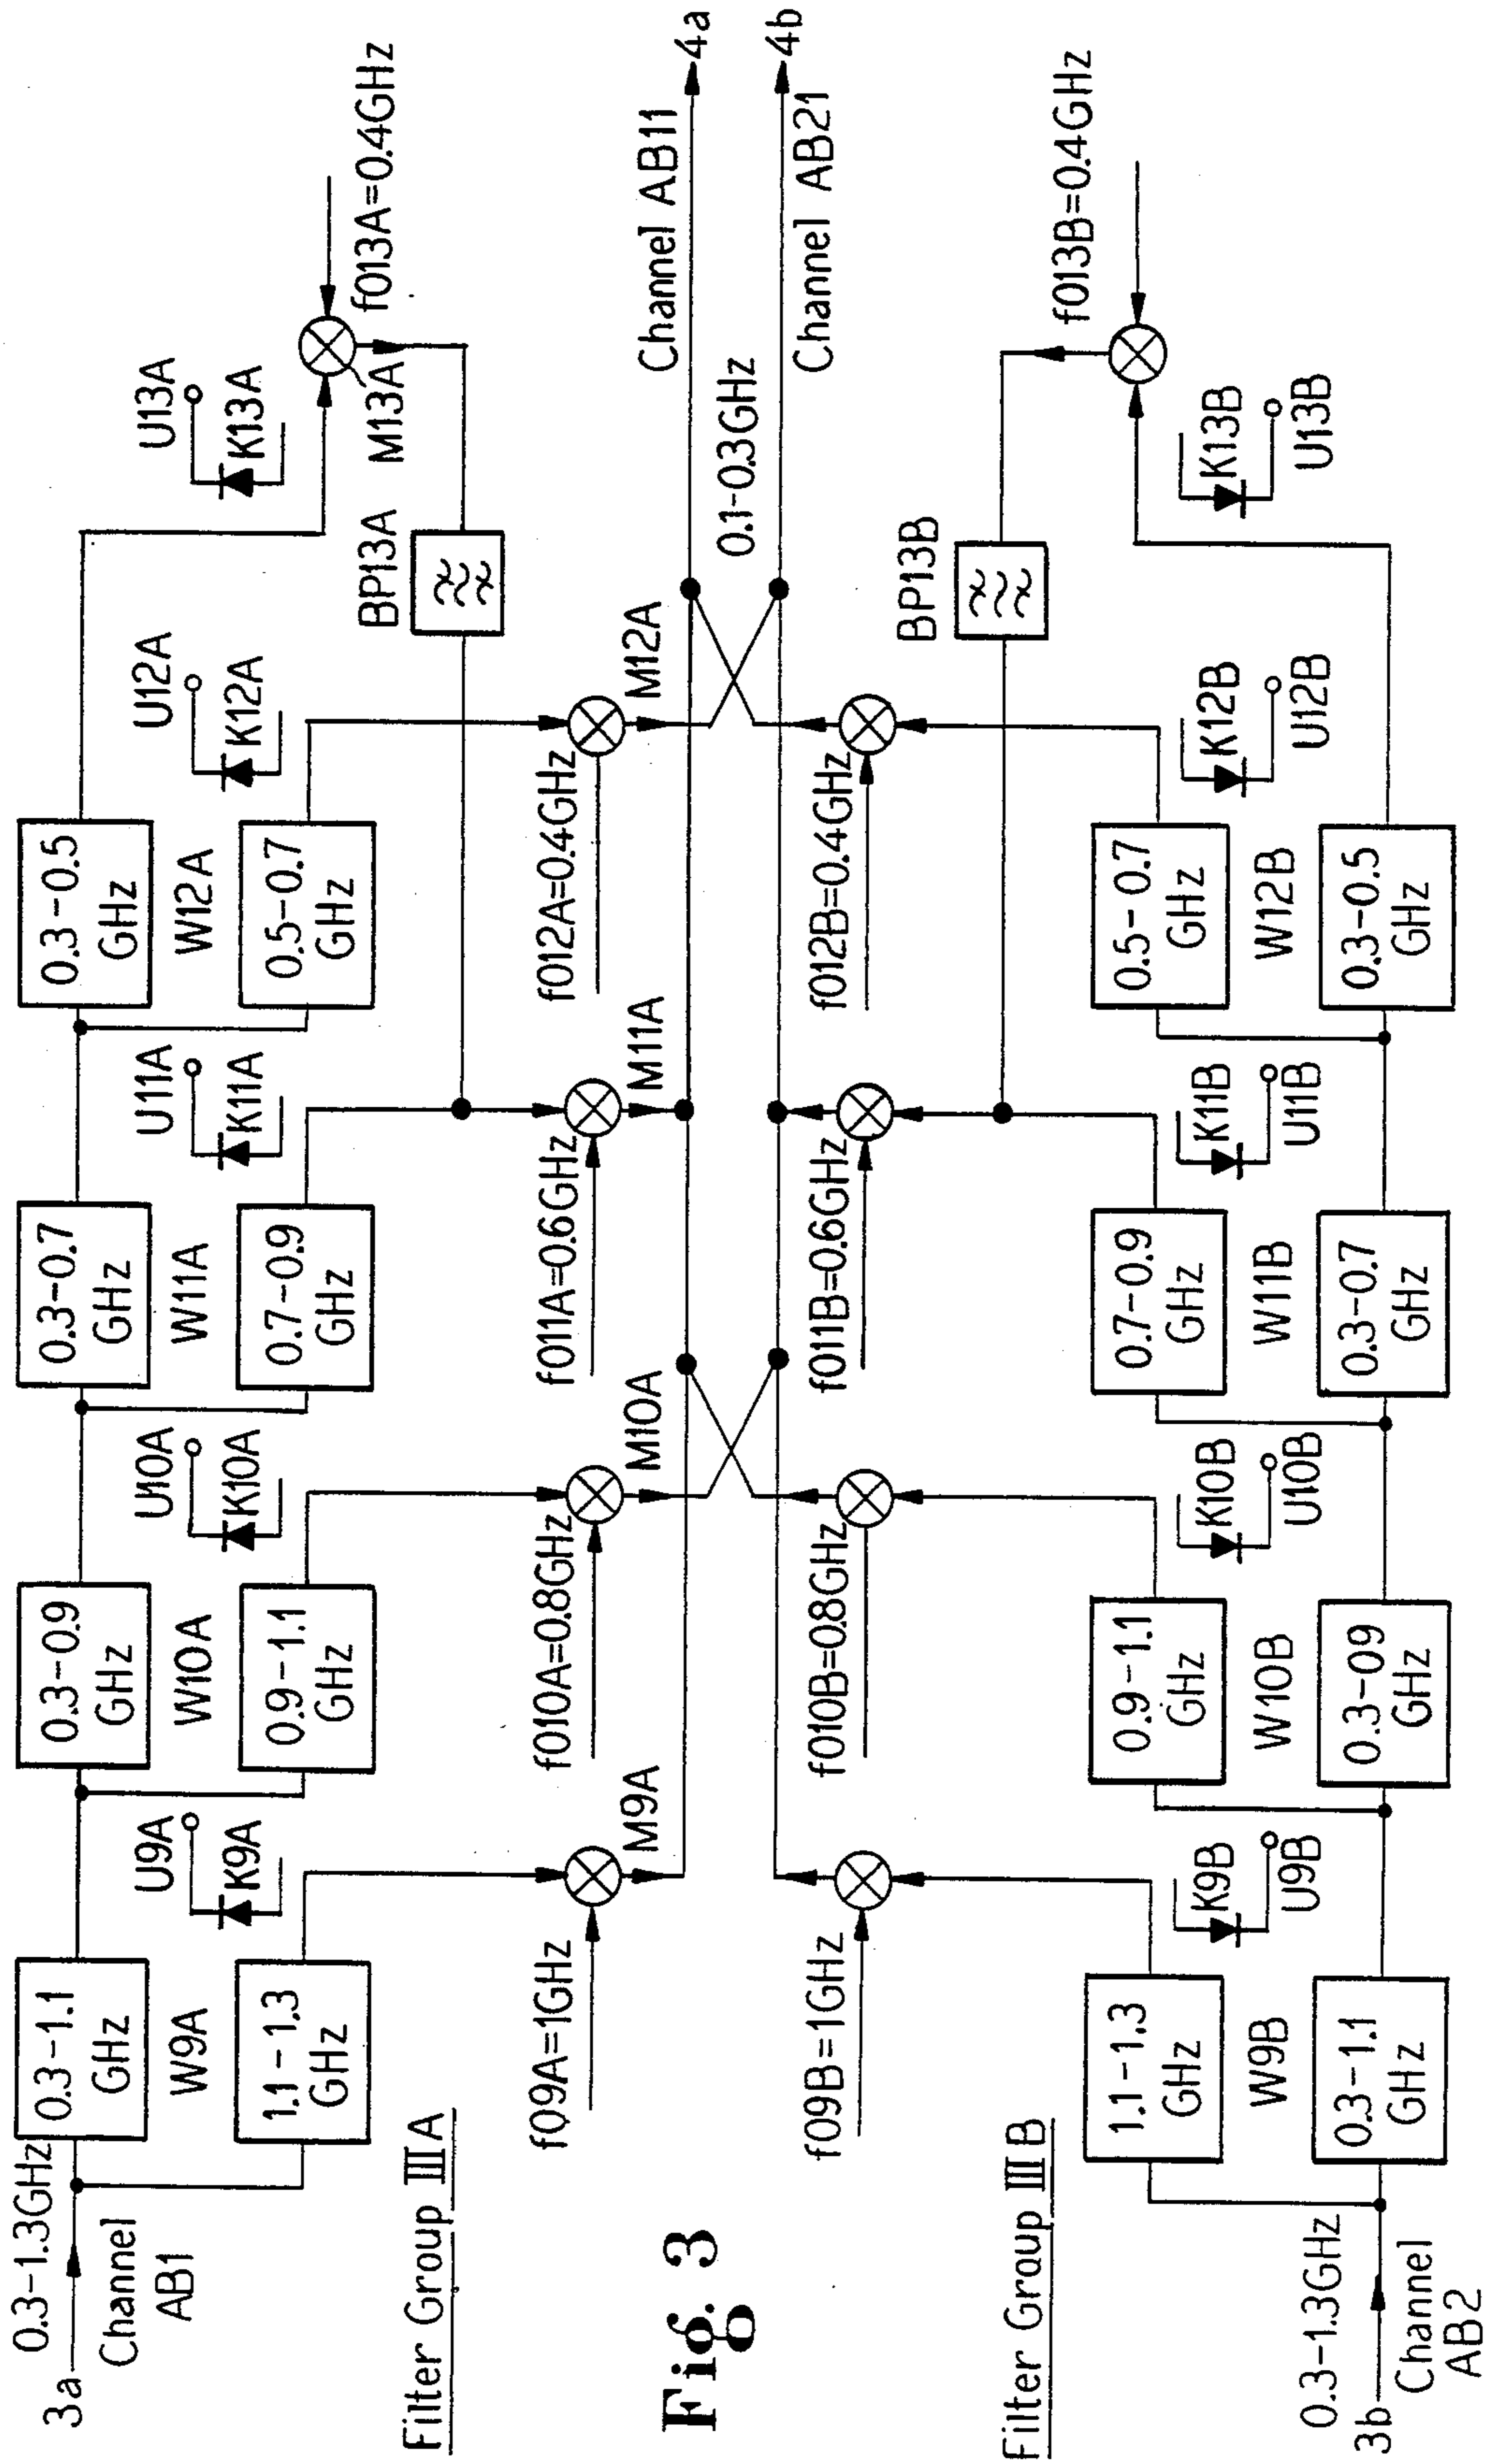 3a
0.3-1.3GHz
Channel
AB1
0.3-1.1
GHz
W9A
1.1-1.3
GHz
U9A
K9A
0.3-0.9
GHz
W10A
0.9-1.1
GHz
U10A
K10A
0.3-0.7
GHz
W11A
0.7-0.9
GHz
U11A
K11A
0.3-0.5
GHz
W12A
0.5-0.7
GHz
U12A
K12A
U13A
K13A
M13A
f013A=0.4GHz
BP13A
Filter Group IIIA
f09A=1GHz
M9A
f010A=0.8GHz
M10A
f011A=0.6GHz
M11A
f012A=0.4GHz
M12A
Channel AB11
4a
0.1-0.3GHz
Channel AB21
4b
Fig. 3
f09B=1GHz
f010B=0.8GHz
f011B=0.6GHz
f012B=0.4GHz
BP13B
f013B=0.4GHz
Filter Group IIIB
1.1-1.3
GHz
W9B
0.3-1.1
GHz
K9B
U9B
0.9-1.1
GHz
W10B
0.3-09
GHz
K10B
U10B
0.7-0.9
GHz
W11B
0.3-0.7
GHz
K11B
U11B
0.5-0.7
GHz
W12B
0.3-0.5
GHz
K12B
U12B
K13B
U13B
0.3-1.3GHz
3b
Channel
AB2